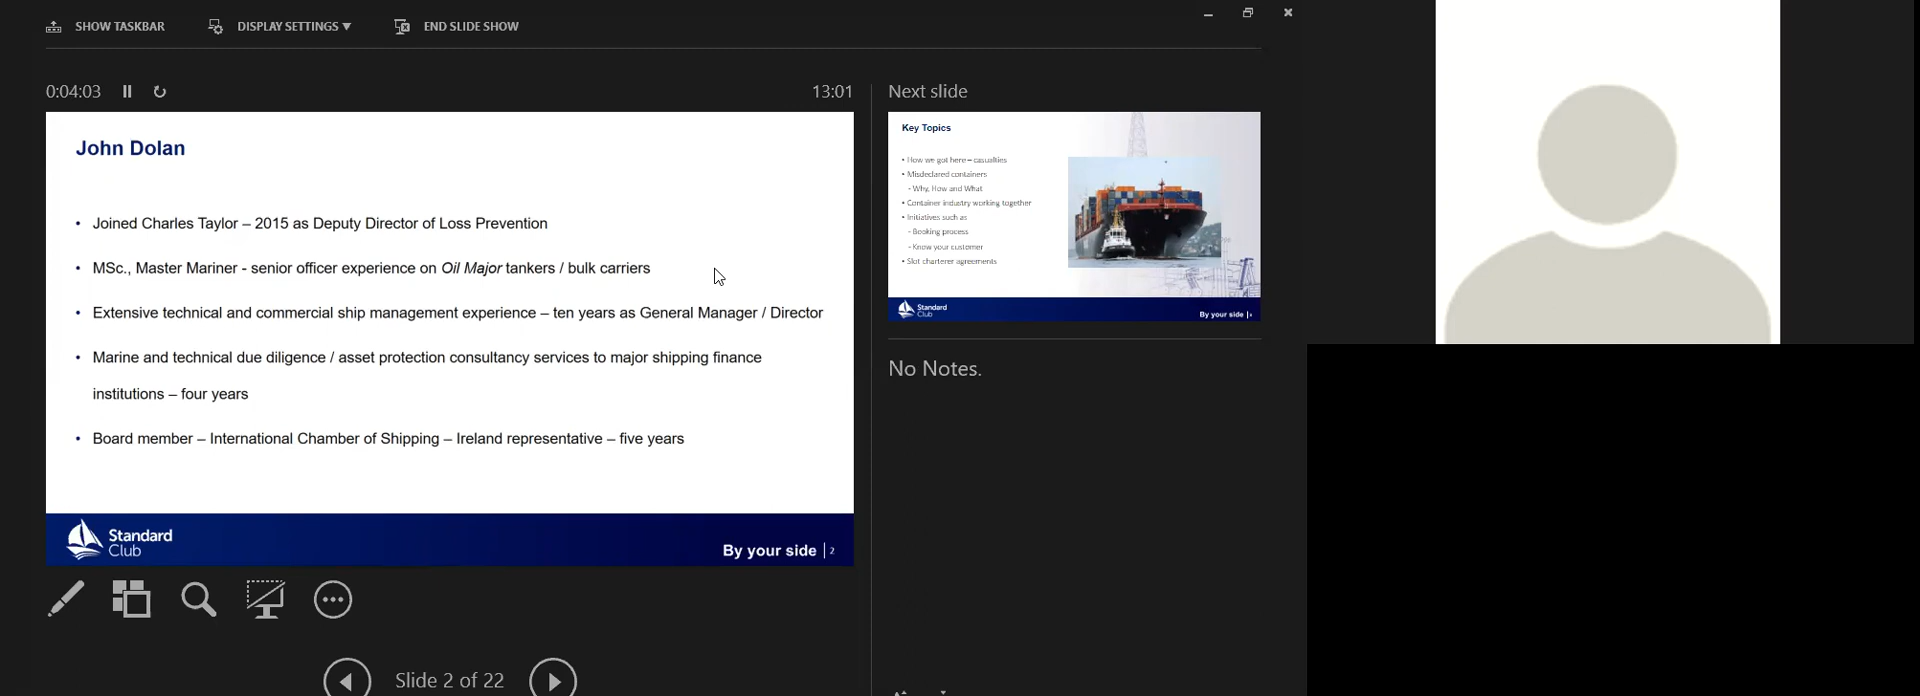 SHOW TASKBAR
DISPLAY SETTINGS ▼
END SLIDE SHOW
0:04:03
13:01
John Dolan
• Joined Charles Taylor – 2015 as Deputy Director of Loss Prevention
• MSc., Master Mariner - senior officer experience on Oil Major tankers / bulk carriers
• Extensive technical and commercial ship management experience – ten years as General Manager / Director
• Marine and technical due diligence / asset protection consultancy services to major shipping finance
institutions – four years
• Board member – International Chamber of Shipping – Ireland representative – five years
Standard
Club
By your side | 2
Slide 2 of 22
Next slide
Key Topics
• How we got here – casualties
• Misdeclared containers
- Why, How and What
• Container industry working together
• Initiatives such as
- Booking process
- Know your customer
• Slot charterer agreements
Standard
Club
By your side |
No Notes.